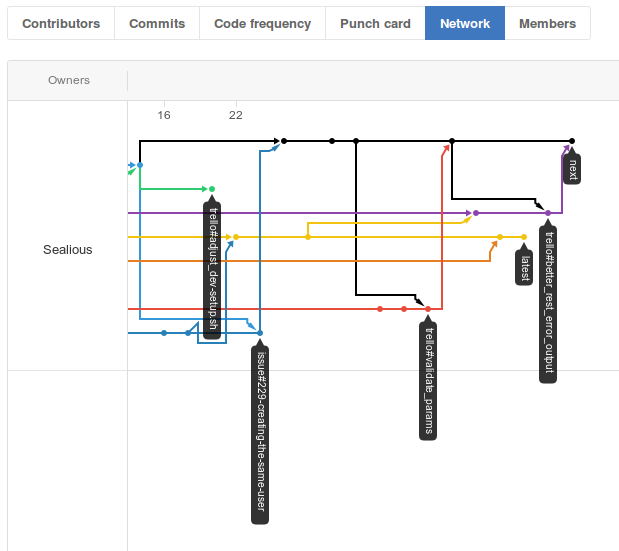 Contributors
Commits
Code frequency
Punch card
Network
Members
Owners
16
22
Sealious
next
trello#adjust_dev-setup.sh
trello#better_rest_error_output
latest
trello#validate_params
issue#229-creating-the-same-user